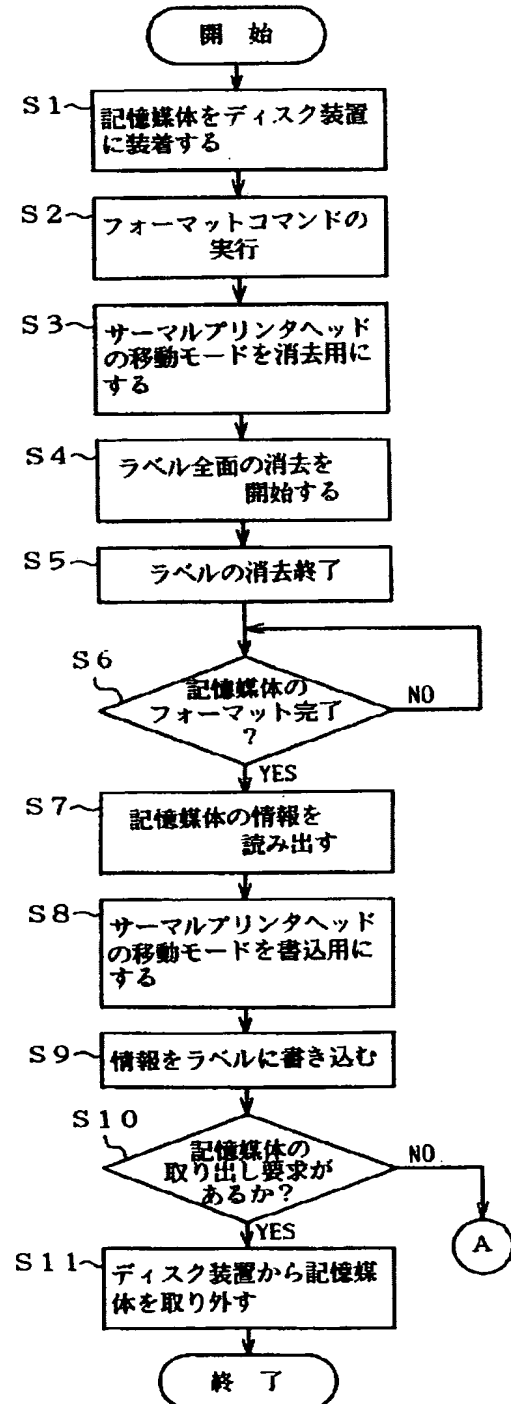 開 始
S1
記憶媒体をディスク装置
に装着する
S2
フォーマットコマンドの
実行
S3
サーマルプリンタヘッド
の移動モードを消去用に
する
S4
ラベル全面の消去を
開始する
S5
ラベルの消去終了
S6
記憶媒体の
フォーマット完了
?
NO
YES
S7
記憶媒体の情報を
読み出す
S8
サーマルプリンタヘッド
の移動モードを書込用に
する
S9
情報をラベルに書き込む
S10
記憶媒体の
取り出し要求が
あるか?
NO
YES
A
S11
ディスク装置から記憶媒
体を取り外す
終 了